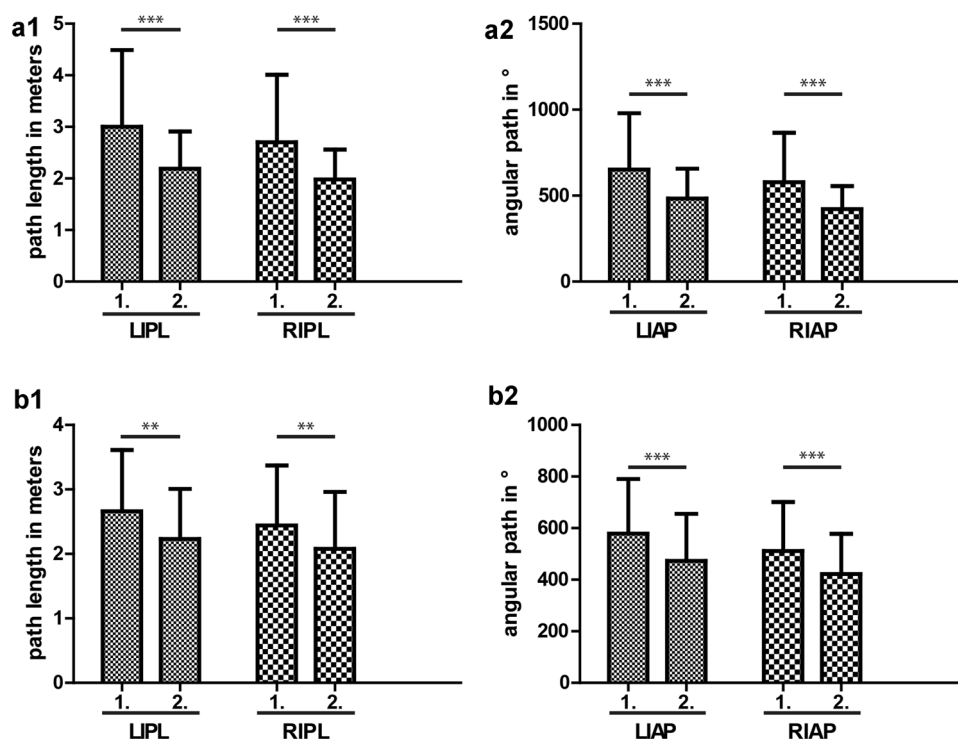 a1
path length in meters
5
4
3
2
1
0
***
***
1. 2. 1. 2.
LIPL RIPL
a2
angular path in °
1500
1000
500
0
***
***
1. 2. 1. 2.
LIAP RIAP
b1
path length in meters
4
3
2
1
0
**
**
1. 2. 1. 2.
LIPL RIPL
b2
angular path in °
1000
800
600
400
200
0
***
***
1. 2. 1. 2.
LIAP RIAP